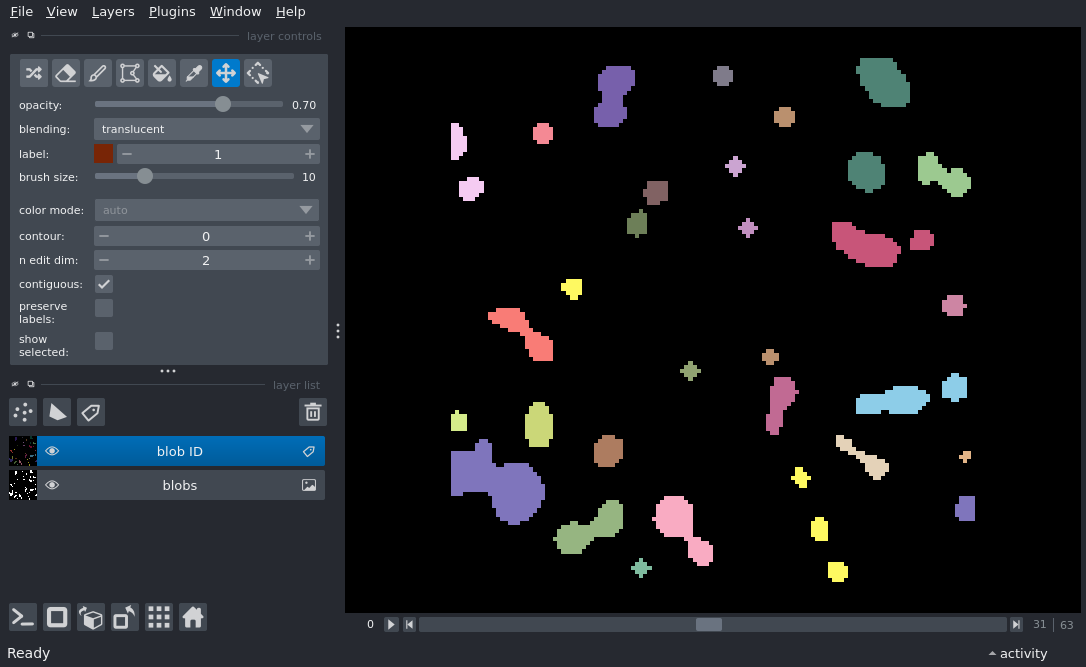 File View Layers Plugins Window Help
layer controls
opacity: 0.70
blending: translucent
label: 1
brush size: 10
color mode: auto
contour: 0
n edit dim: 2
contiguous:
preserve
labels:
show
selected:
layer list
blob ID
blobs
0 31 63
Ready activity